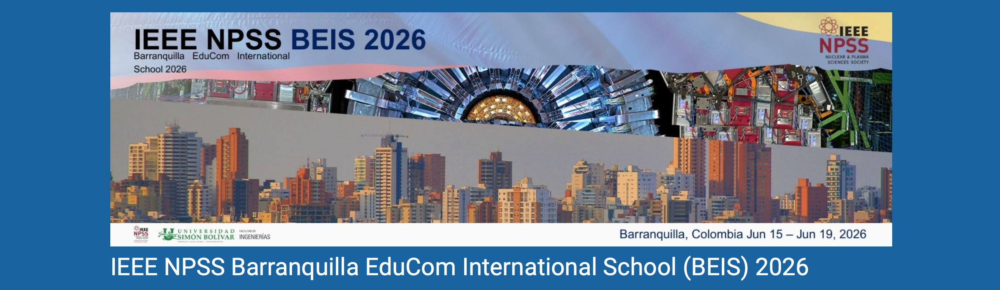 IEEE NPSS BEIS 2026
Barranquilla EduCom International
School 2026
IEEE
NPSS
NUCLEAR & PLASMA
SCIENCES SOCIETY
IEEE
NPSS
UNIVERSIDAD
SIMÓN BOLÍVAR
FACULTAD DE
INGENIERÍAS
Barranquilla, Colombia Jun 15 – Jun 19, 2026
IEEE NPSS Barranquilla EduCom International School (BEIS) 2026